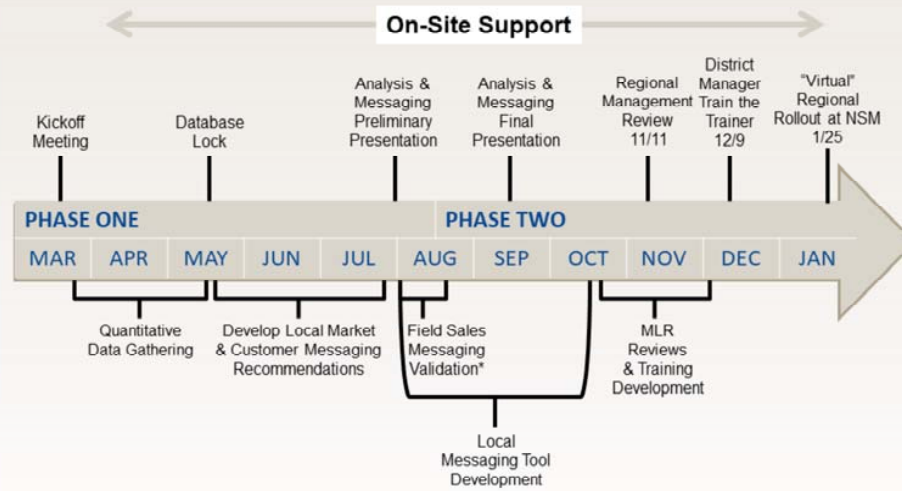 On-Site Support
Kickoff
Meeting
Database
Lock
Analysis &
Messaging
Preliminary
Presentation
Analysis &
Messaging
Final
Presentation
Regional
Management
Review
11/11
District
Manager
Train the
Trainer
12/9
“Virtual”
Regional
Rollout at NSM
1/25
PHASE ONE
PHASE TWO
MAR APR MAY JUN JUL AUG SEP OCT NOV DEC JAN
Quantitative
Data Gathering
Develop Local Market
& Customer Messaging
Recommendations
Field Sales
Messaging
Validation*
MLR
Reviews
& Training
Development
Local
Messaging Tool
Development